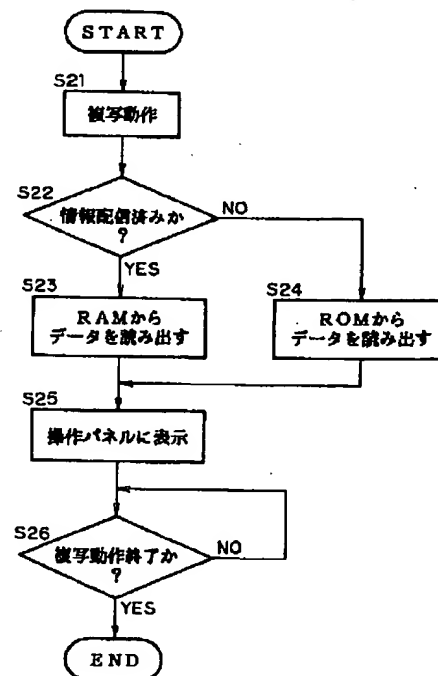 START
S21
複写動作
S22
情報配信済みか
?
NO
YES
S23
RAMから
データを読み出す
S24
ROMから
データを読み出す
S25
操作パネルに表示
S26
複写動作終了か
?
NO
YES
END